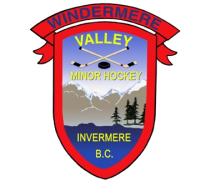 WINDERMERE
VALLEY
MINOR HOCKEY
INVERMERE
B.C.